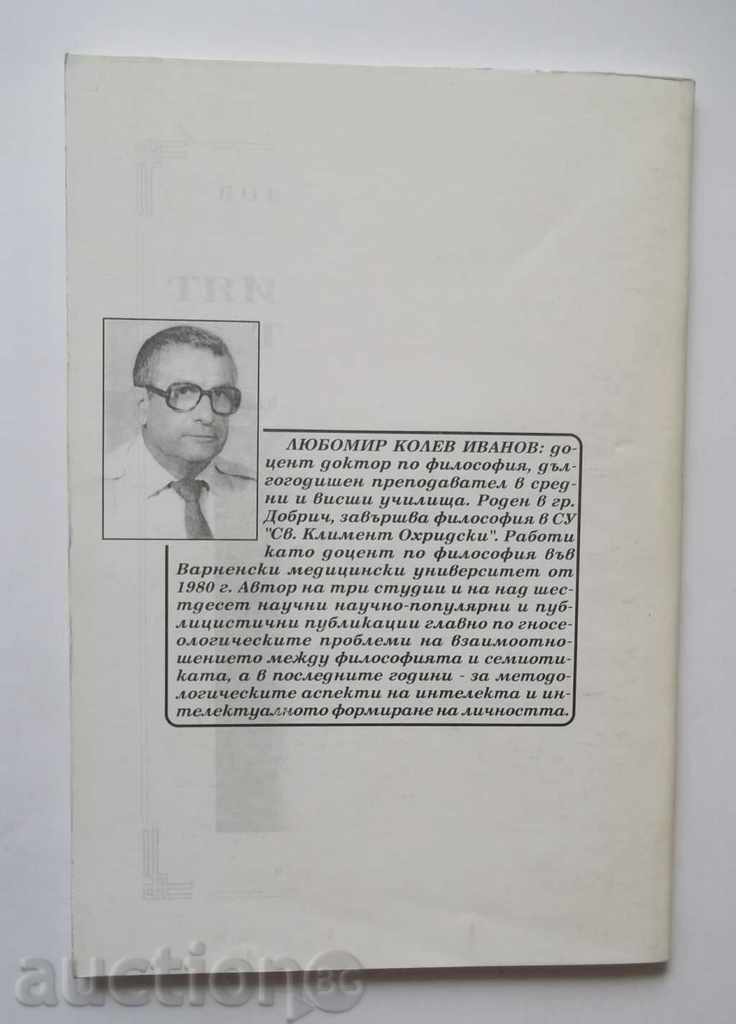 ЛЮБОМИР КОЛЕВ ИВАНОВ: до-
цент доктор по философия, дъл-
гогодишен преподавател в сред-
ни и висши училища. Роден в гр.
Добрич, завършва философия в СУ
"Св. Климент Охридски". Работи
като доцент по философия във
Варненски медицински университет от
1980 г. Автор на три студии и на над шес-
тдесет научни научно-популярни и пуб-
лицистични публикации главно по гносе-
ологическите проблеми на взаимоотно-
шението между философията и семиоти-
ката, а в последните години - за методо-
логическите аспекти на интелекта и ин-
телектуалното формиране на личността.
auction BG